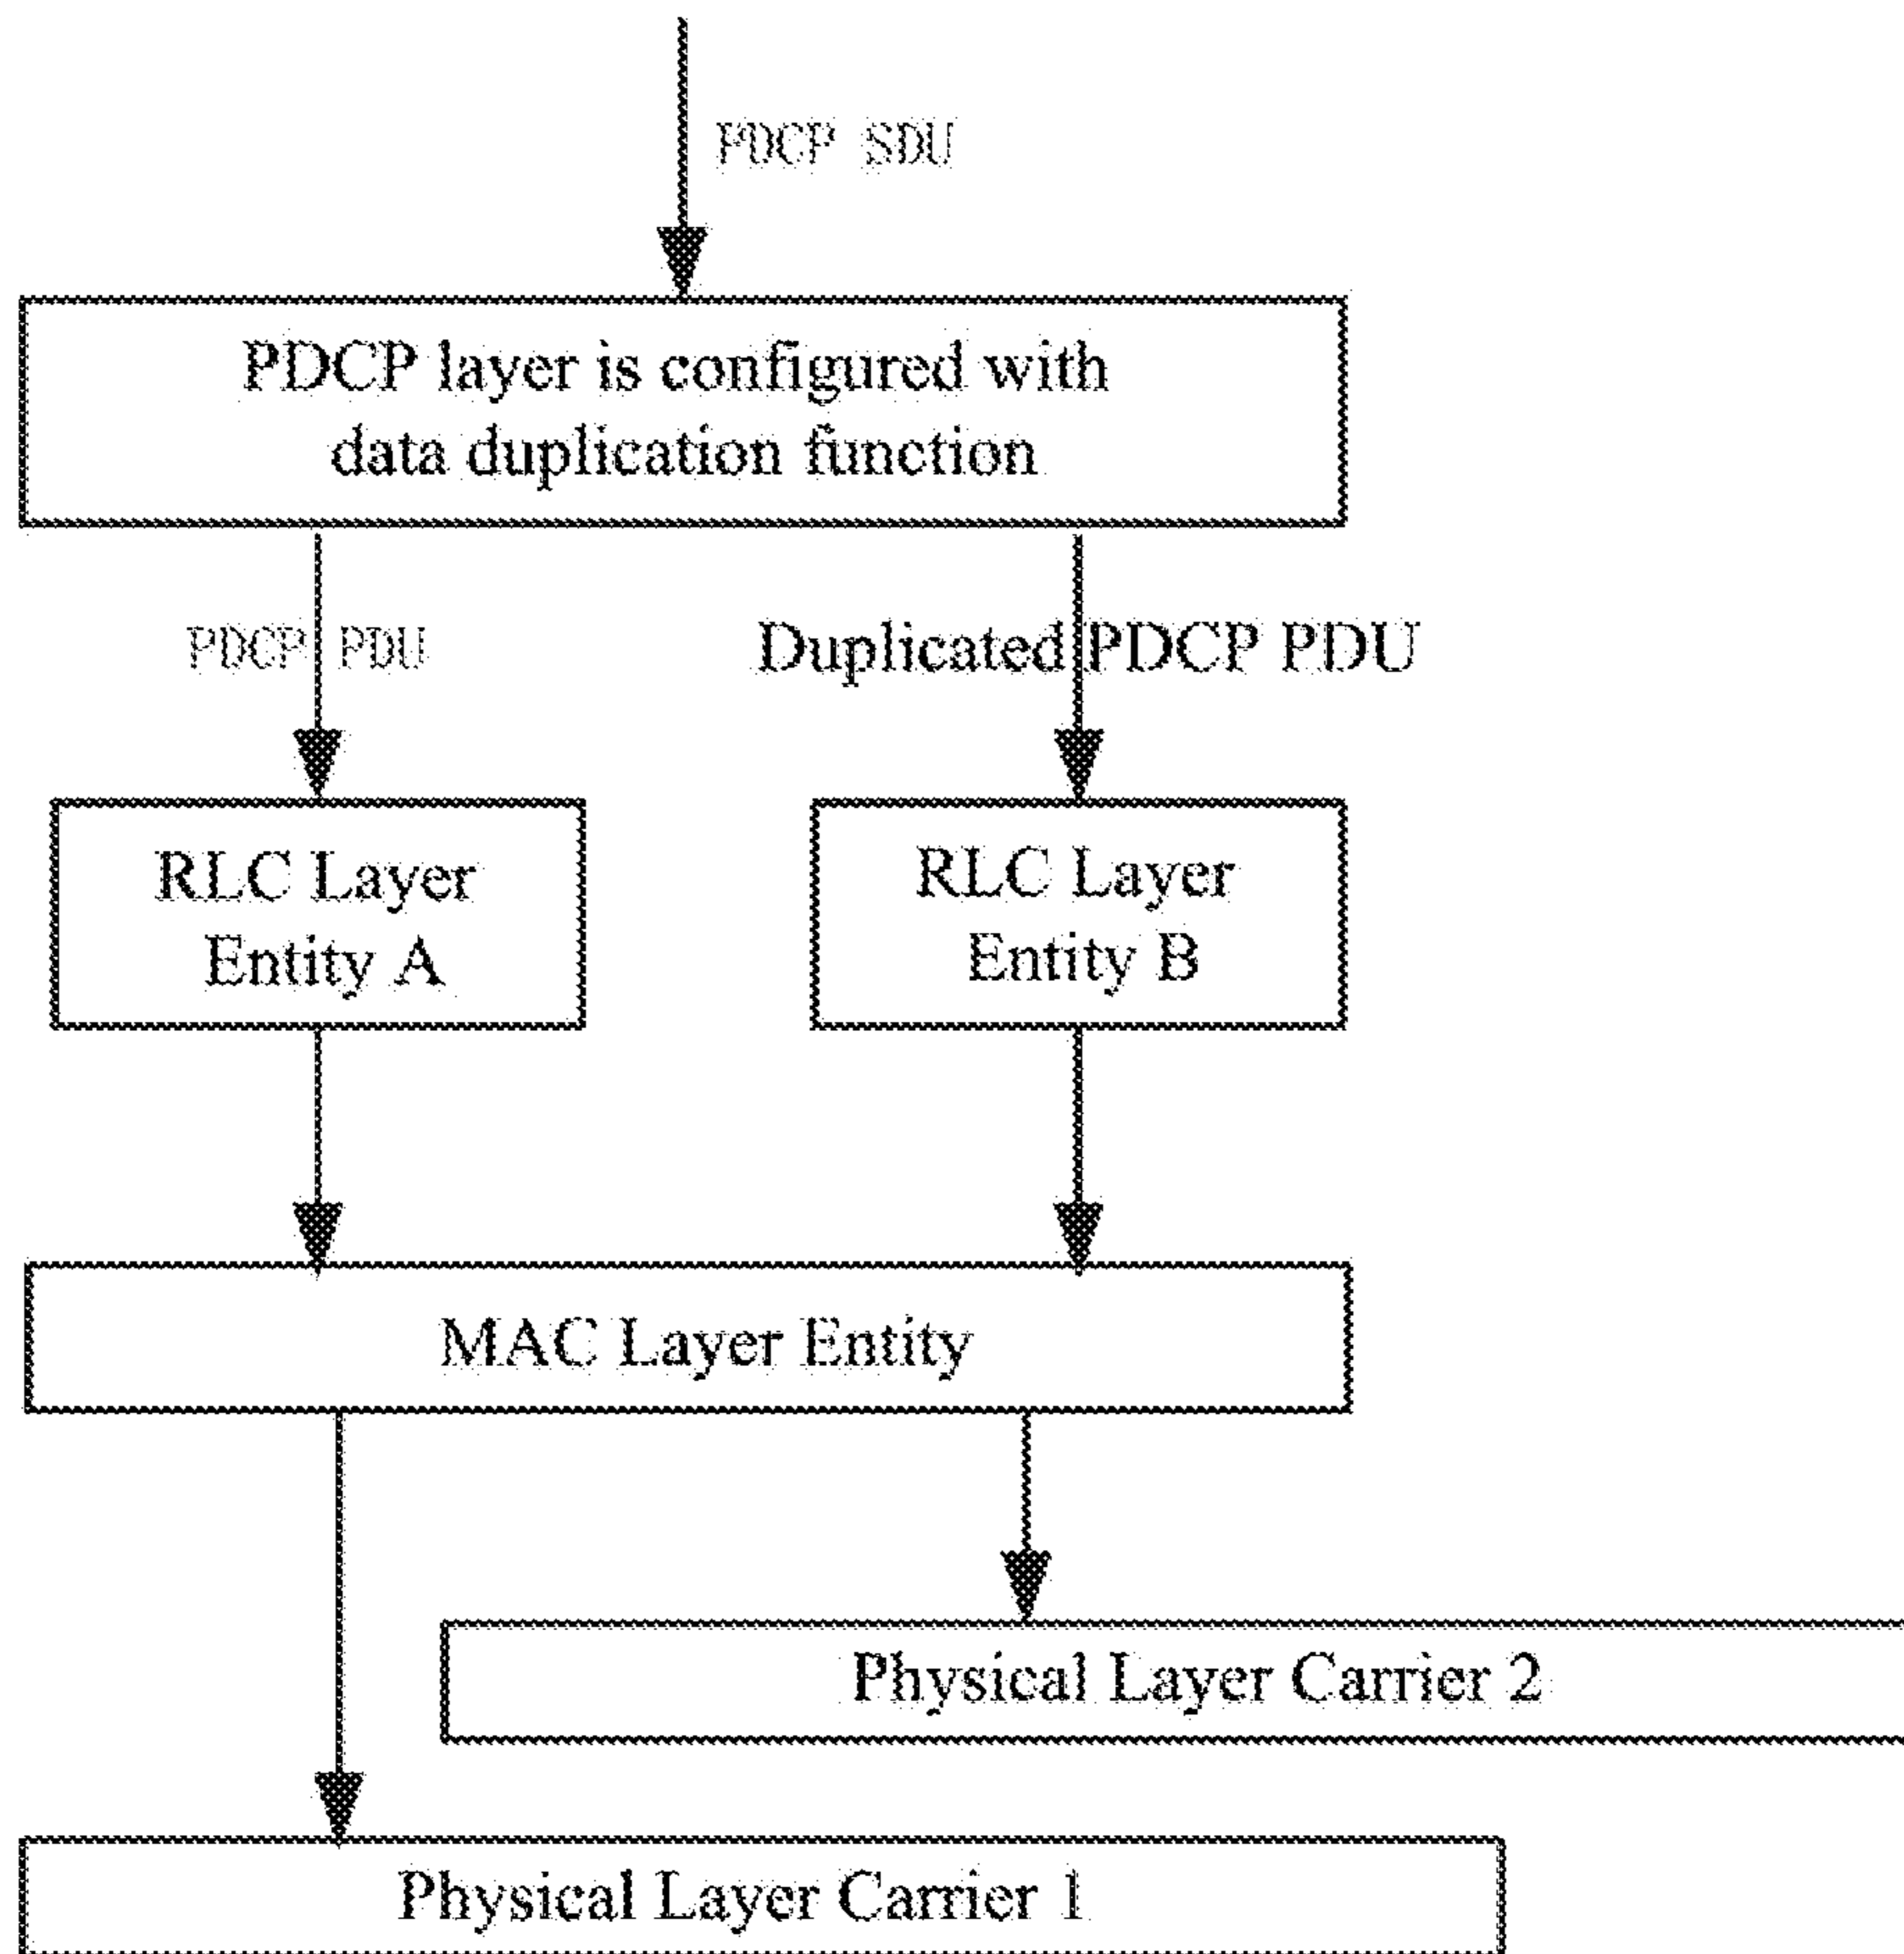 PDCP SDU
PDCP layer is configured with
data duplication function
PDCP PDU
Duplicated PDCP PDU
RLC Layer
Entity A
RLC Layer
Entity B
MAC Layer Entity
Physical Layer Carrier 2
Physical Layer Carrier 1